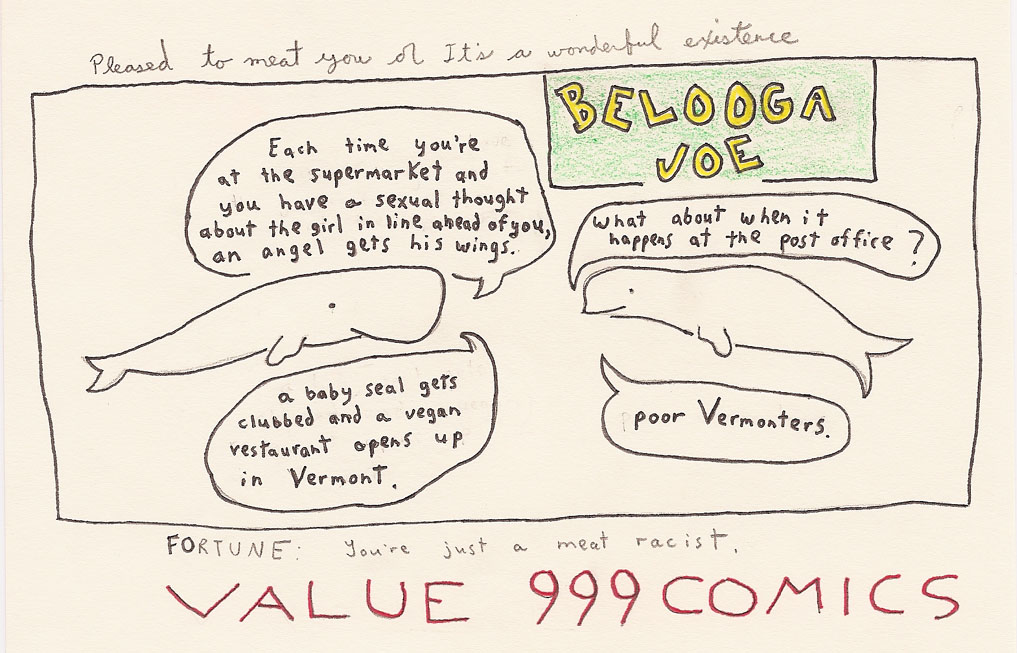 Pleased to meat you or It's a wonderful existence
BELOOGA
JOE
Each time you're
at the supermarket and
you have a sexual thought
about the girl in line ahead of you,
an angel gets his wings.
What about when it
happens at the post office?
a baby seal gets
clubbed and a vegan
restaurant opens up
in Vermont.
poor Vermonters.
FORTUNE: You're just a meat racist.
VALUE 999 COMICS